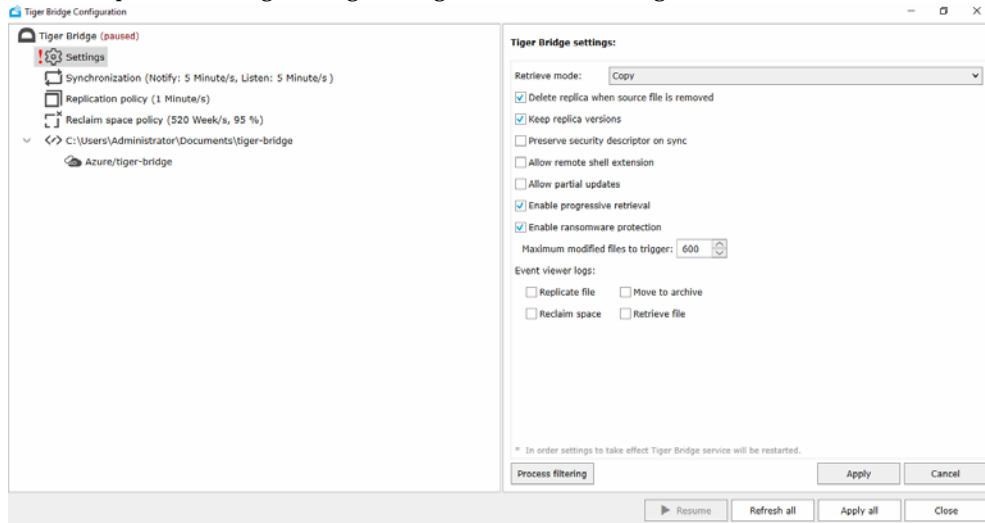 Tiger Bridge Configuration
Tiger Bridge (paused)
Settings
Synchronization (Notify: 5 Minute/s, Listen: 5 Minute/s )
Replication policy (1 Minute/s)
Reclaim space policy (520 Week/s, 95 %)
C:\Users\Administrator\Documents\tiger-bridge
Azure/tiger-bridge
Tiger Bridge settings:
Retrieve mode: Copy
Delete replica when source file is removed
Keep replica versions
Preserve security descriptor on sync
Allow remote shell extension
Allow partial updates
Enable progressive retrieval
Enable ransomware protection
Maximum modified files to trigger: 600
Event viewer logs:
Replicate file Move to archive
Reclaim space Retrieve file
* In order settings to take effect Tiger Bridge service will be restarted.
Process filtering Apply Cancel
Resume Refresh all Apply all Close